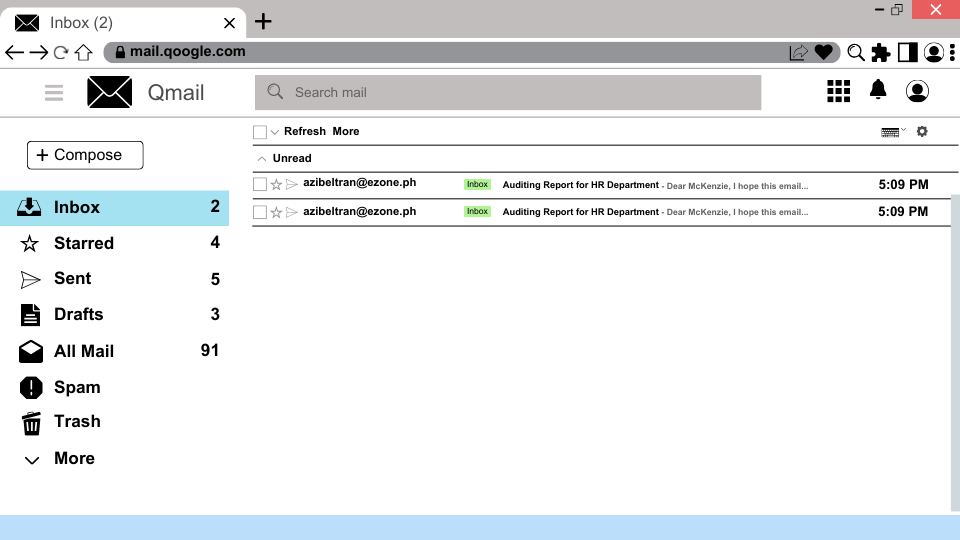 Inbox (2)
mail.qoogle.com
Qmail
Search mail
Compose
Refresh More
Unread
azibeltran@ezone.ph Inbox Auditing Report for HR Department - Dear McKenzie, I hope this email... 5:09 PM
azibeltran@ezone.ph Inbox Auditing Report for HR Department - Dear McKenzie, I hope this email... 5:09 PM
Inbox 2
Starred 4
Sent 5
Drafts 3
All Mail 91
Spam
Trash
More